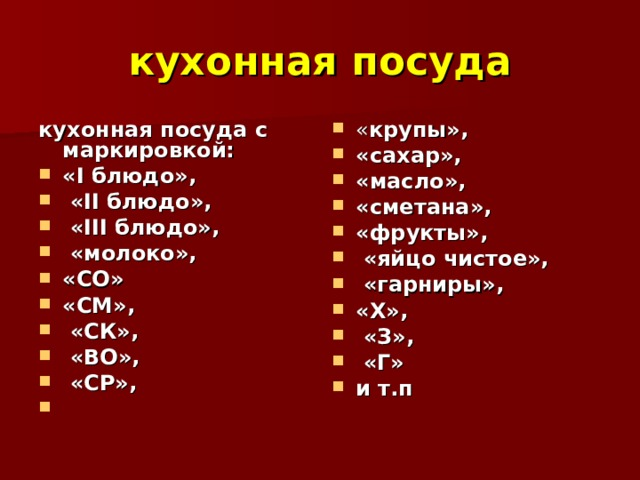 кухонная посуда
кухонная посуда с
маркировкой:
«I блюдо»,
«II блюдо»,
«III блюдо»,
«молоко»,
«СО»
«СМ»,
«СК»,
«ВО»,
«СР»,
«крупы»,
«сахар»,
«масло»,
«сметана»,
«фрукты»,
«яйцо чистое»,
«гарниры»,
«Х»,
«З»,
«Г»
и т.п